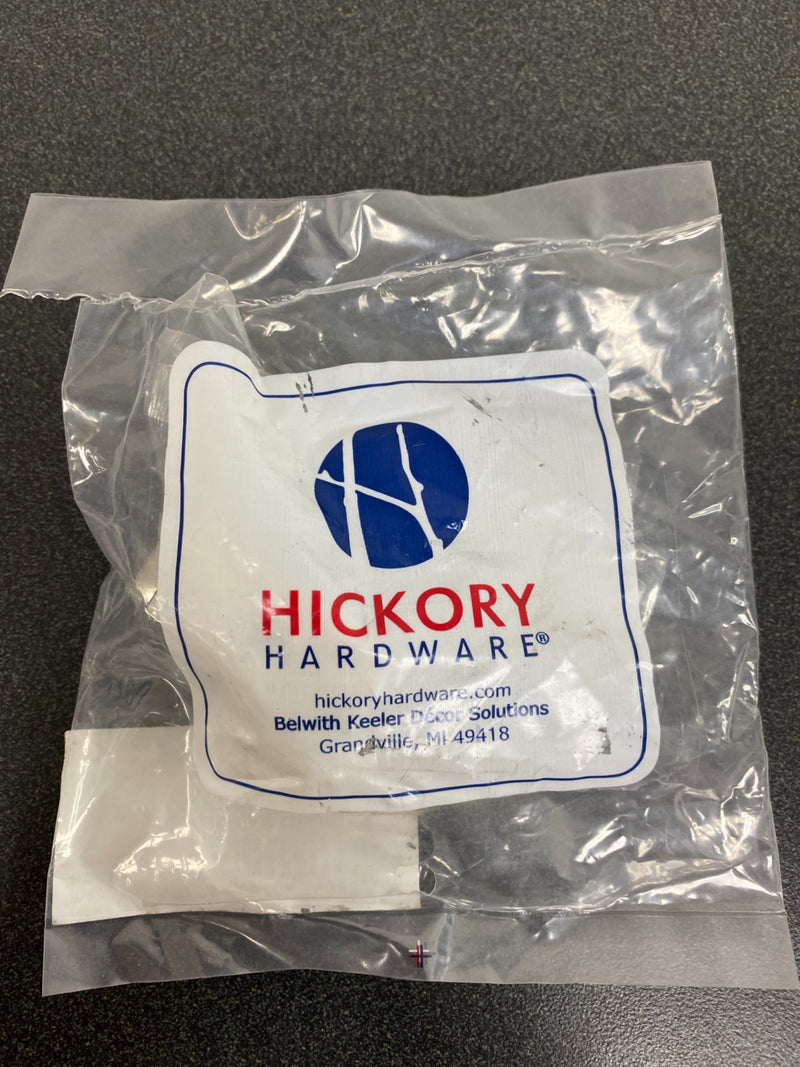 HICKORY
HARDWARE®
hickoryhardware.com
Belwith Keeler Décor Solutions
Grandville, MI 49418